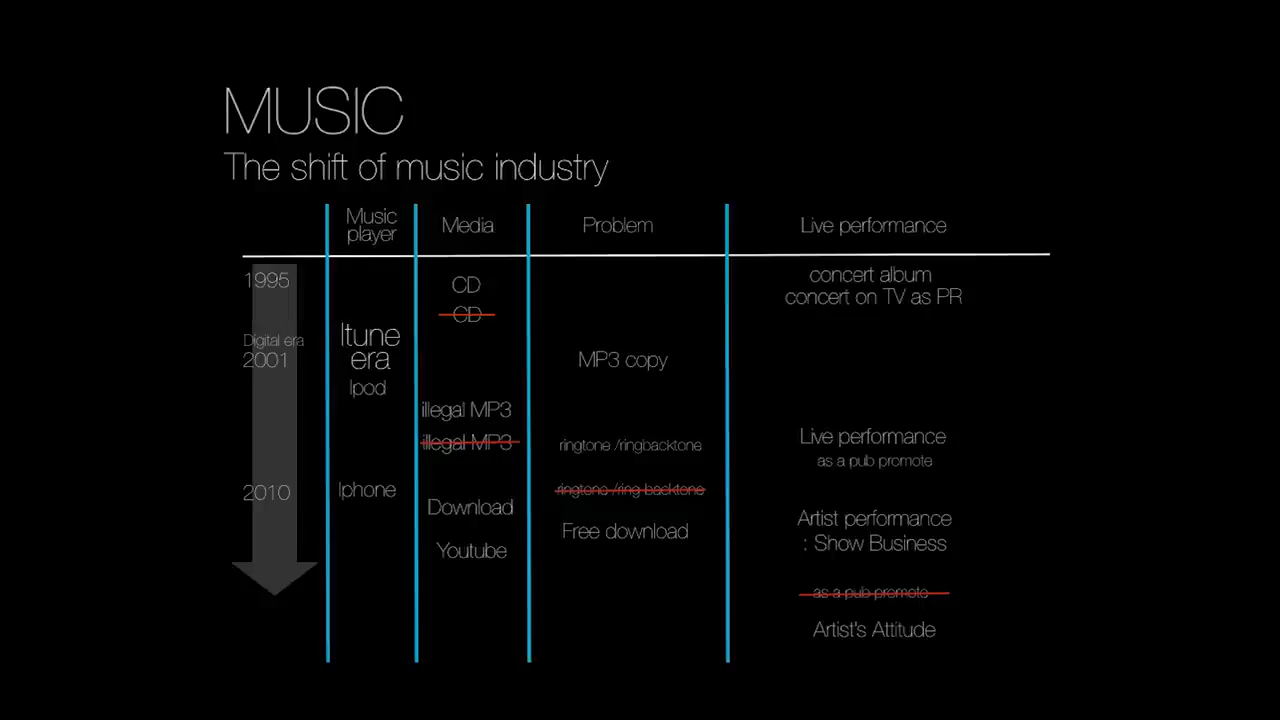 MUSIC
The shift of music industry
Music
player
Media
Problem
Live performance
1995
CD
concert album
concert on TV as PR
CD
Digital era
2001
Itune
era
MP3 copy
Ipod
illegal MP3
illegal MP3
ringtone /ringbacktone
Live performance
as a pub promote
2010
Iphone
ringtone /ring backtone
Download
Free download
Artist performance
: Show Business
Youtube
as a pub promote
Artist's Attitude